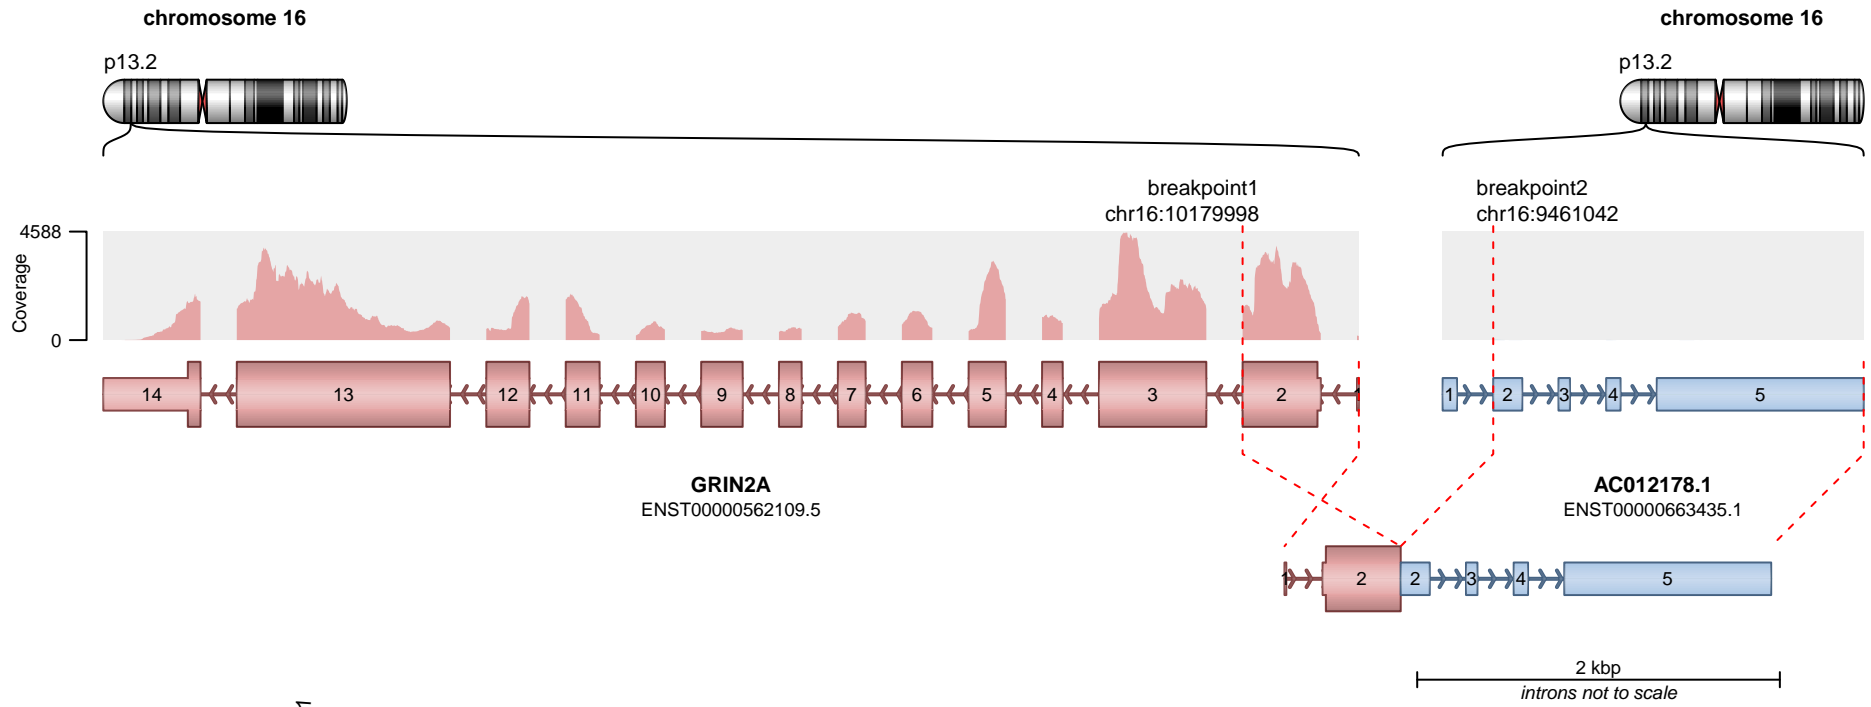 chromosome 16
chromosome 16
p13.2
p13.2
breakpoint1
chr16:10179998
breakpoint2
chr16:9461042
4588
Coverage
0
14 13 12 11 10 9 8 7 6 5 4 3 2 1
1 2 3 4 5
GRIN2A
ENST00000562109.5
AC012178.1
ENST00000663435.1
1 2 2 3 4 5
2 kbp
introns not to scale